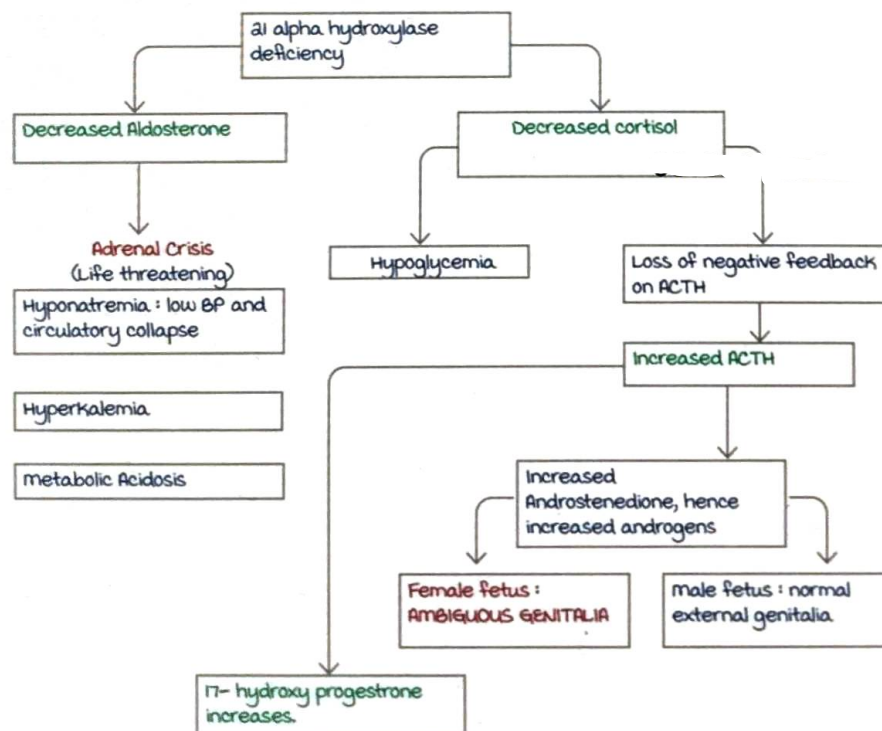 21 alpha hydroxylase
deficiency
Decreased Aldosterone
Decreased cortisol
Adrenal Crisis
(Life threatening)
Hyponatremia : low BP and
circulatory collapse
Hyperkalemia
metabolic Acidosis
Hypoglycemia
Loss of negative feedback
on ACTH
Increased ACTH
Increased
Androstenedione, hence
increased androgens
Female fetus :
AMBIGUOUS GENITALIA
male fetus : normal
external genitalia
17- hydroxy progestrone
increases.